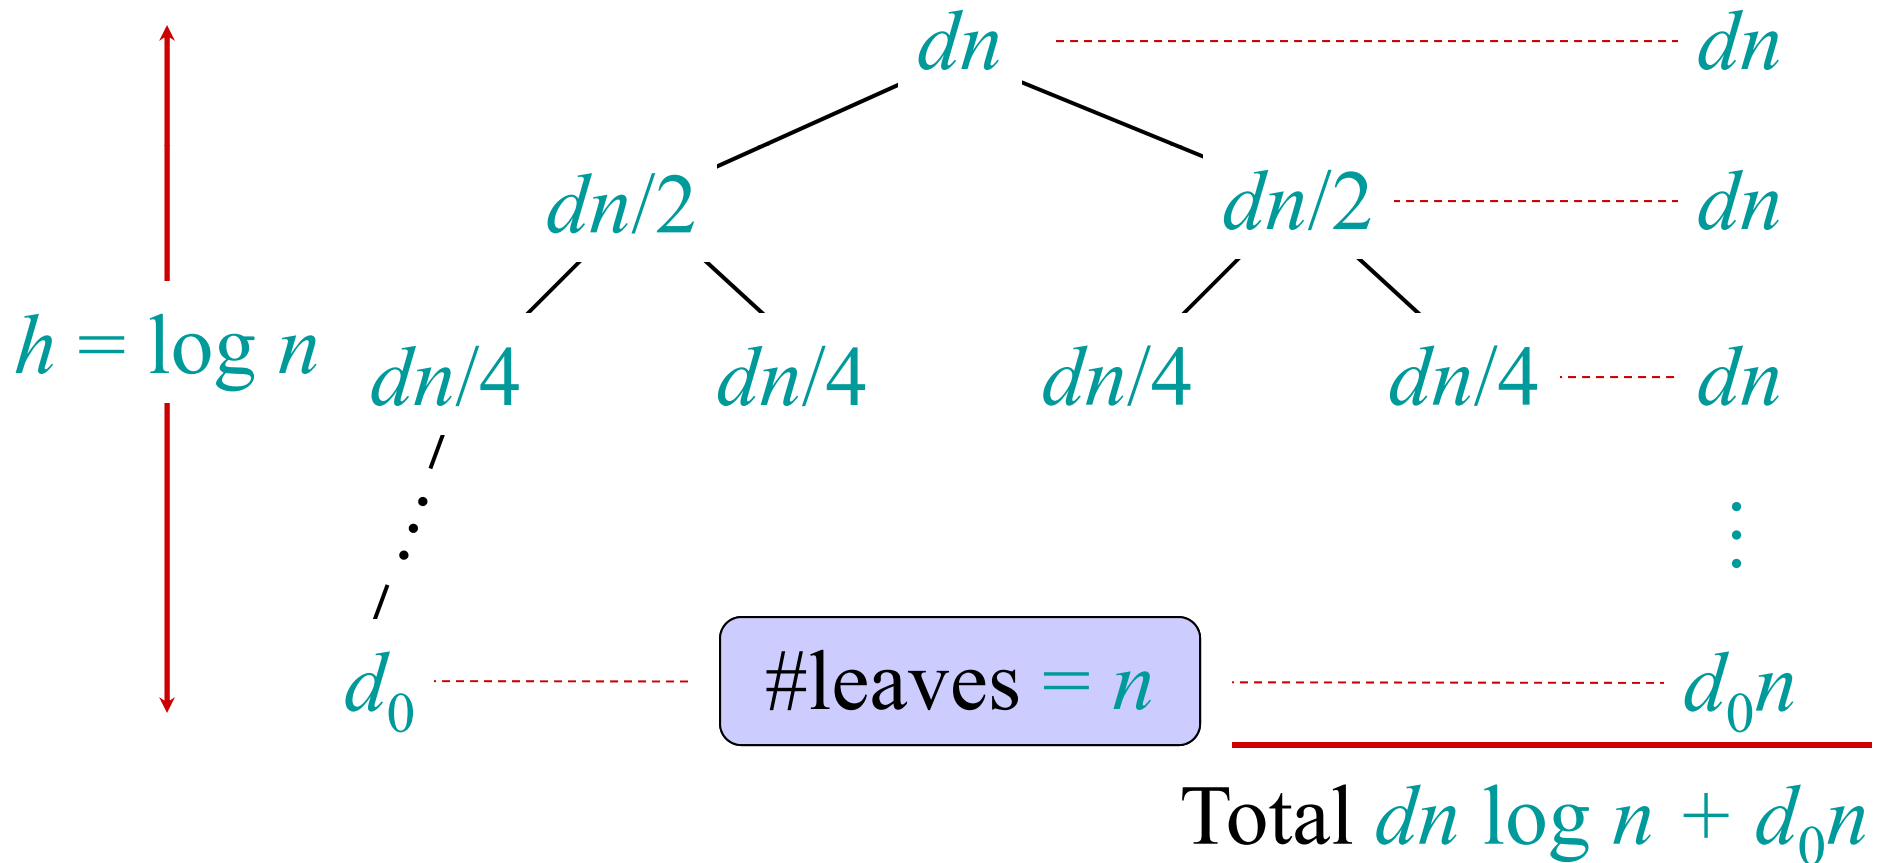 dn dn
dn/2 dn/2 dn
h = log n dn/4 dn/4 dn/4 dn/4 dn
d₀ #leaves = n d₀n
Total dn log n + d₀n